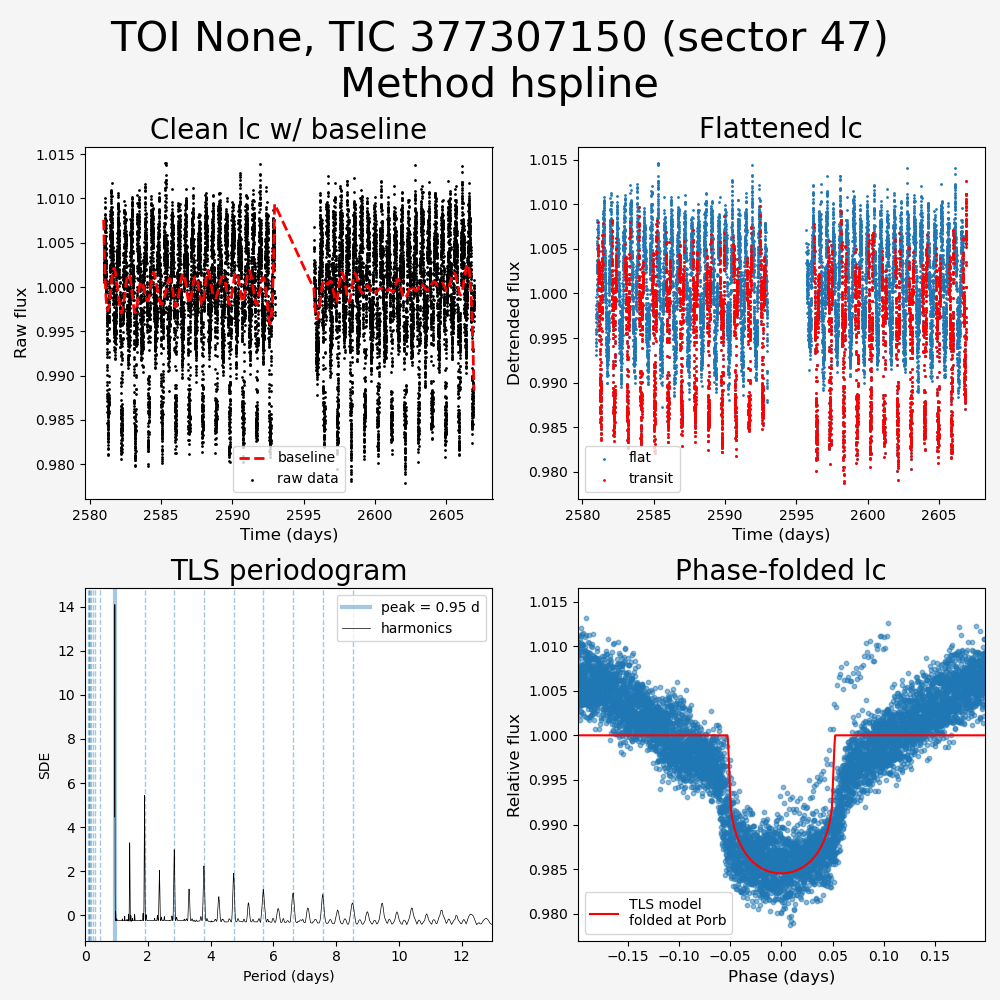 TOI None, TIC 377307150 (sector 47)
Method hspline
Clean lc w/ baseline
Raw flux
1.015
1.010
1.005
1.000
0.995
0.990
0.985
0.980
baseline
raw data
2580 2585 2590 2595 2600 2605
Time (days)
Flattened lc
Detrended flux
1.015
1.010
1.005
1.000
0.995
0.990
0.985
0.980
flat
transit
2580 2585 2590 2595 2600 2605
Time (days)
TLS periodogram
SDE
14
12
10
8
6
4
2
0
peak = 0.95 d
harmonics
0 2 4 6 8 10 12
Period (days)
Phase-folded lc
Relative flux
1.015
1.010
1.005
1.000
0.995
0.990
0.985
0.980
TLS model
folded at Porb
−0.15 −0.10 −0.05 0.00 0.05 0.10 0.15
Phase (days)